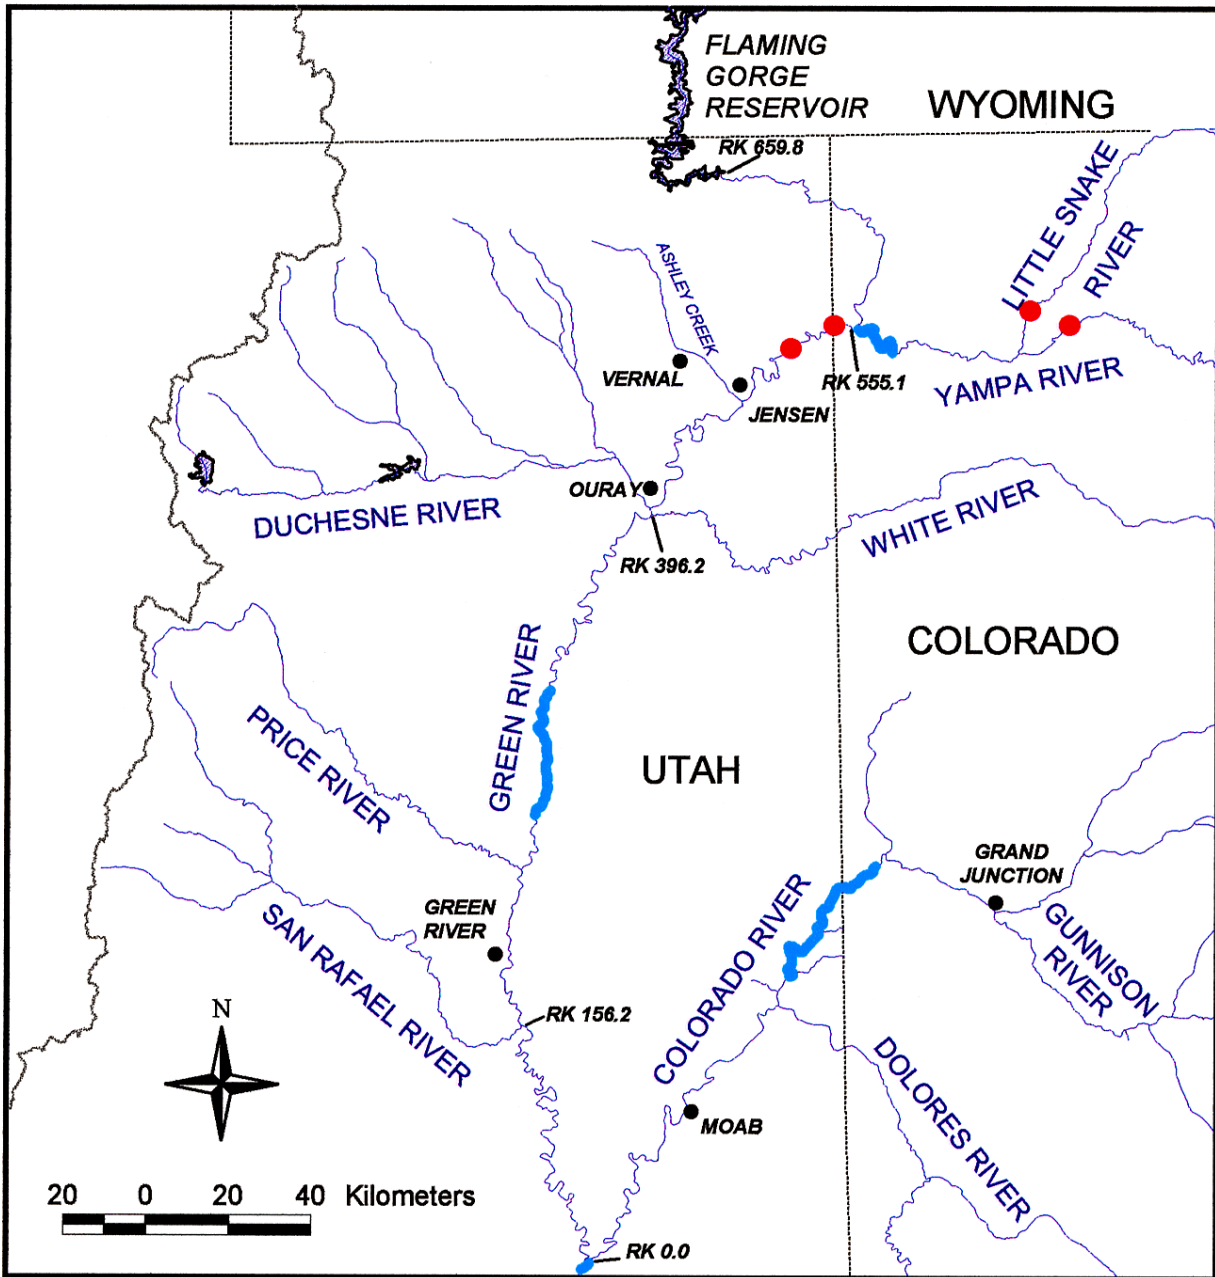 FLAMING
GORGE
RESERVOIR
WYOMING
RK 659.8
LITTLE SNAKE
RIVER
ASHLEY CREEK
VERNAL
JENSEN
RK 555.1
YAMPA RIVER
OURAY
DUCHESNE RIVER
WHITE RIVER
RK 396.2
COLORADO
GREEN RIVER
PRICE RIVER
UTAH
GRAND
JUNCTION
GREEN
RIVER
COLORADO RIVER
GUNNISON
RIVER
SAN RAFAEL RIVER
N
RK 156.2
DOLORES RIVER
MOAB
20 0 20 40 Kilometers
RK 0.0